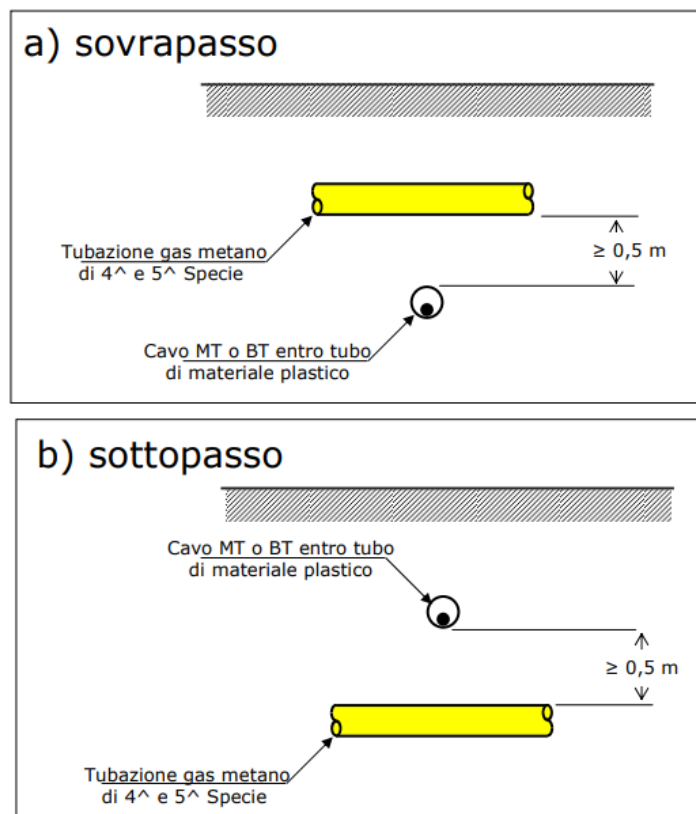 a) sovrapasso
Tubazione gas metano
di 4^ e 5^ Specie
≥ 0,5 m
Cavo MT o BT entro tubo
di materiale plastico
b) sottopasso
Cavo MT o BT entro tubo
di materiale plastico
≥ 0,5 m
Tubazione gas metano
di 4^ e 5^ Specie